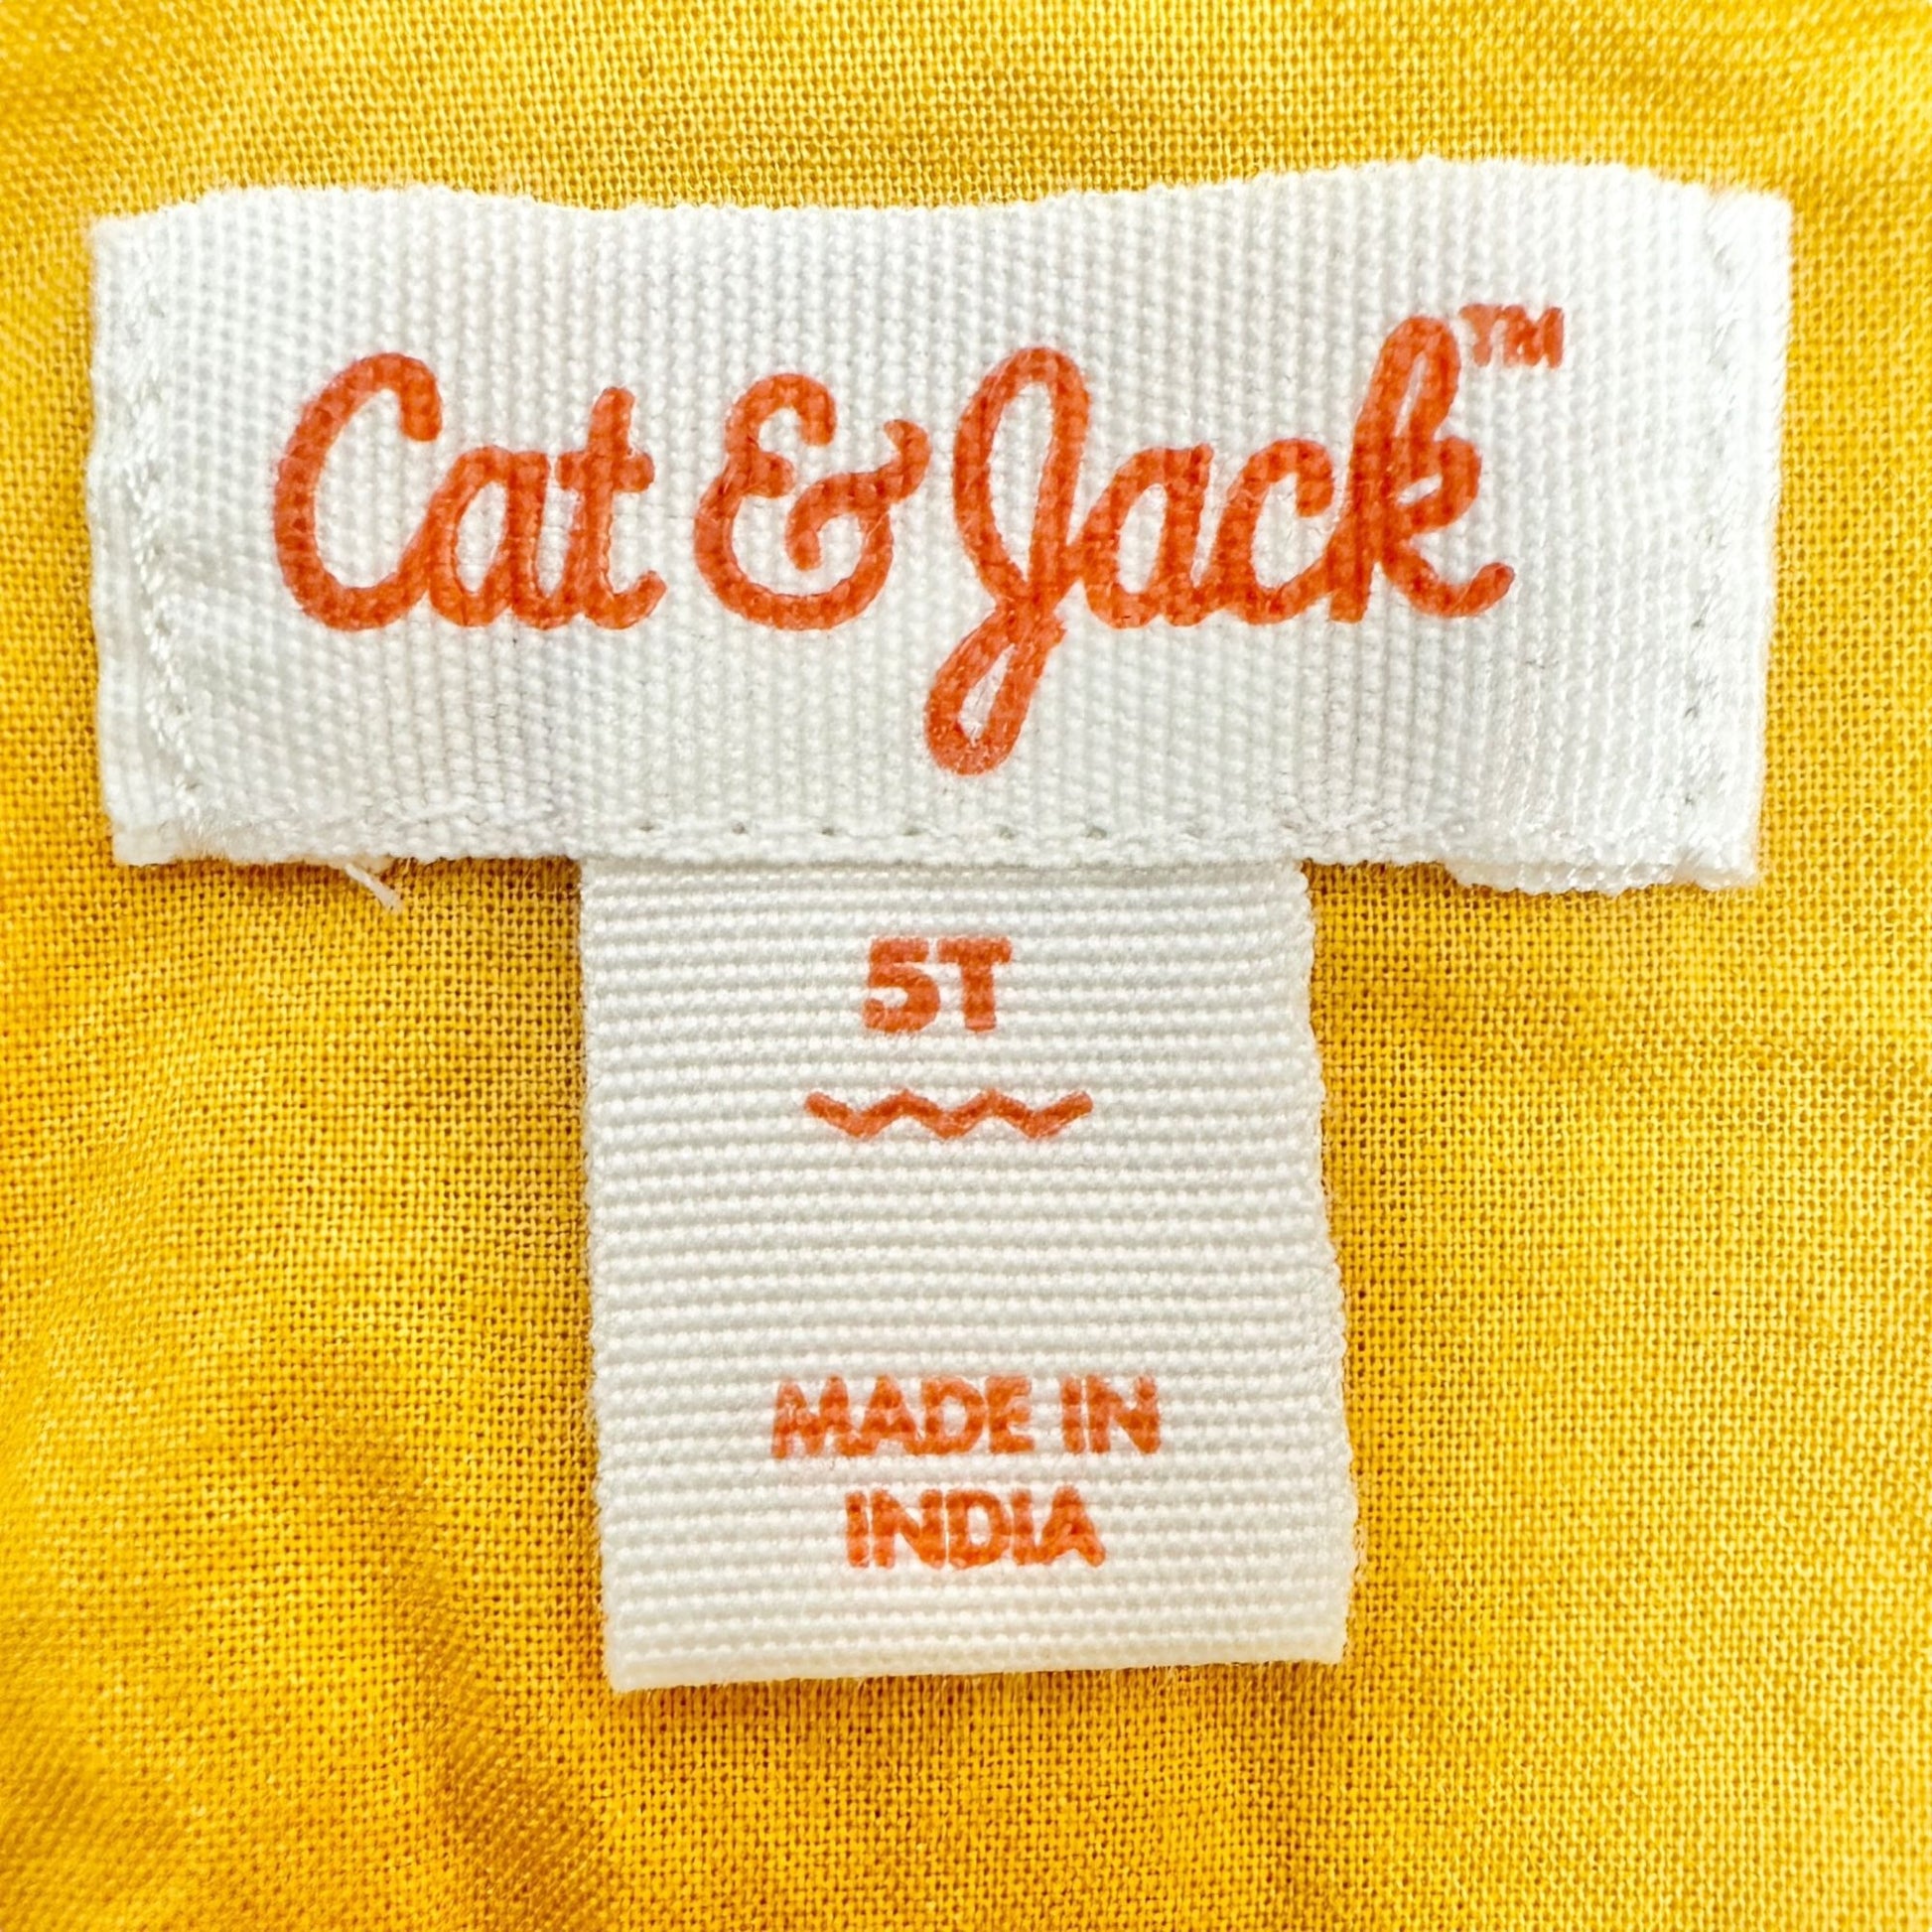 Cat & Jack™
5T
MADE IN
INDIA